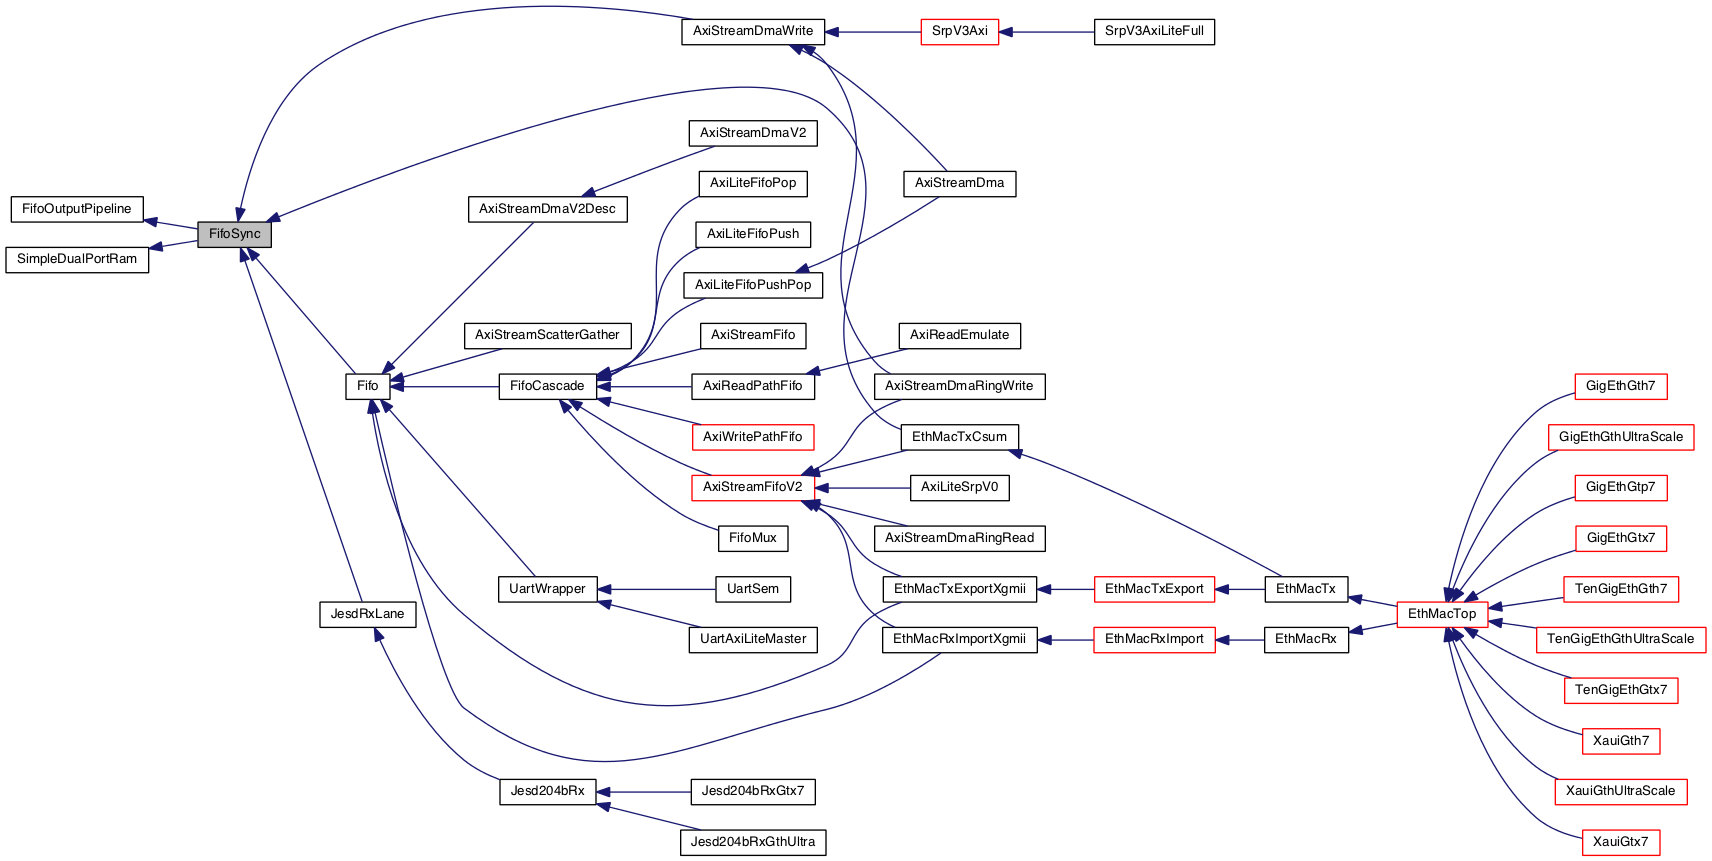 AxiStreamDmaWrite
SrpV3Axi
SrpV3AxiLiteFull
AxiStreamDmaV2
AxiLiteFifoPop
AxiStreamDma
FifoOutputPipeline
AxiStreamDmaV2Desc
FifoSync
AxiLiteFifoPush
SimpleDualPortRam
AxiLiteFifoPushPop
AxiStreamScatterGather
AxiStreamFifo
AxiReadEmulate
Fifo
FifoCascade
AxiReadPathFifo
AxiStreamDmaRingWrite
GigEthGth7
AxiWritePathFifo
EthMacTxCsum
GigEthGthUltraScale
AxiStreamFifoV2
AxiLiteSrpV0
GigEthGtp7
FifoMux
AxiStreamDmaRingRead
GigEthGtx7
UartWrapper
UartSem
EthMacTxExportXgmii
EthMacTxExport
EthMacTx
TenGigEthGth7
JesdRxLane
EthMacTop
UartAxiLiteMaster
EthMacRxImportXgmii
EthMacRxImport
EthMacRx
TenGigEthGthUltraScale
TenGigEthGtx7
XauiGth7
Jesd204bRx
Jesd204bRxGtx7
XauiGthUltraScale
Jesd204bRxGthUltra
XauiGtx7